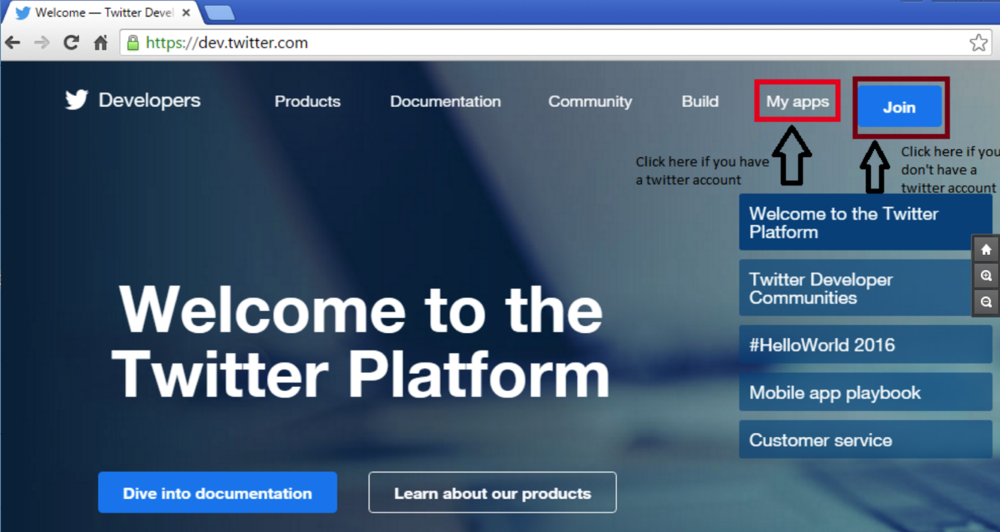 Welcome — Twitter Devel
https://dev.twitter.com
Developers
Products
Documentation
Community
Build
My apps
Join
Click here if you have
a twitter account
Click here if you
don't have a
twitter account
Welcome to the Twitter
Platform
Twitter Developer
Communities
#HelloWorld 2016
Mobile app playbook
Customer service
Welcome to the
Twitter Platform
Dive into documentation
Learn about our products